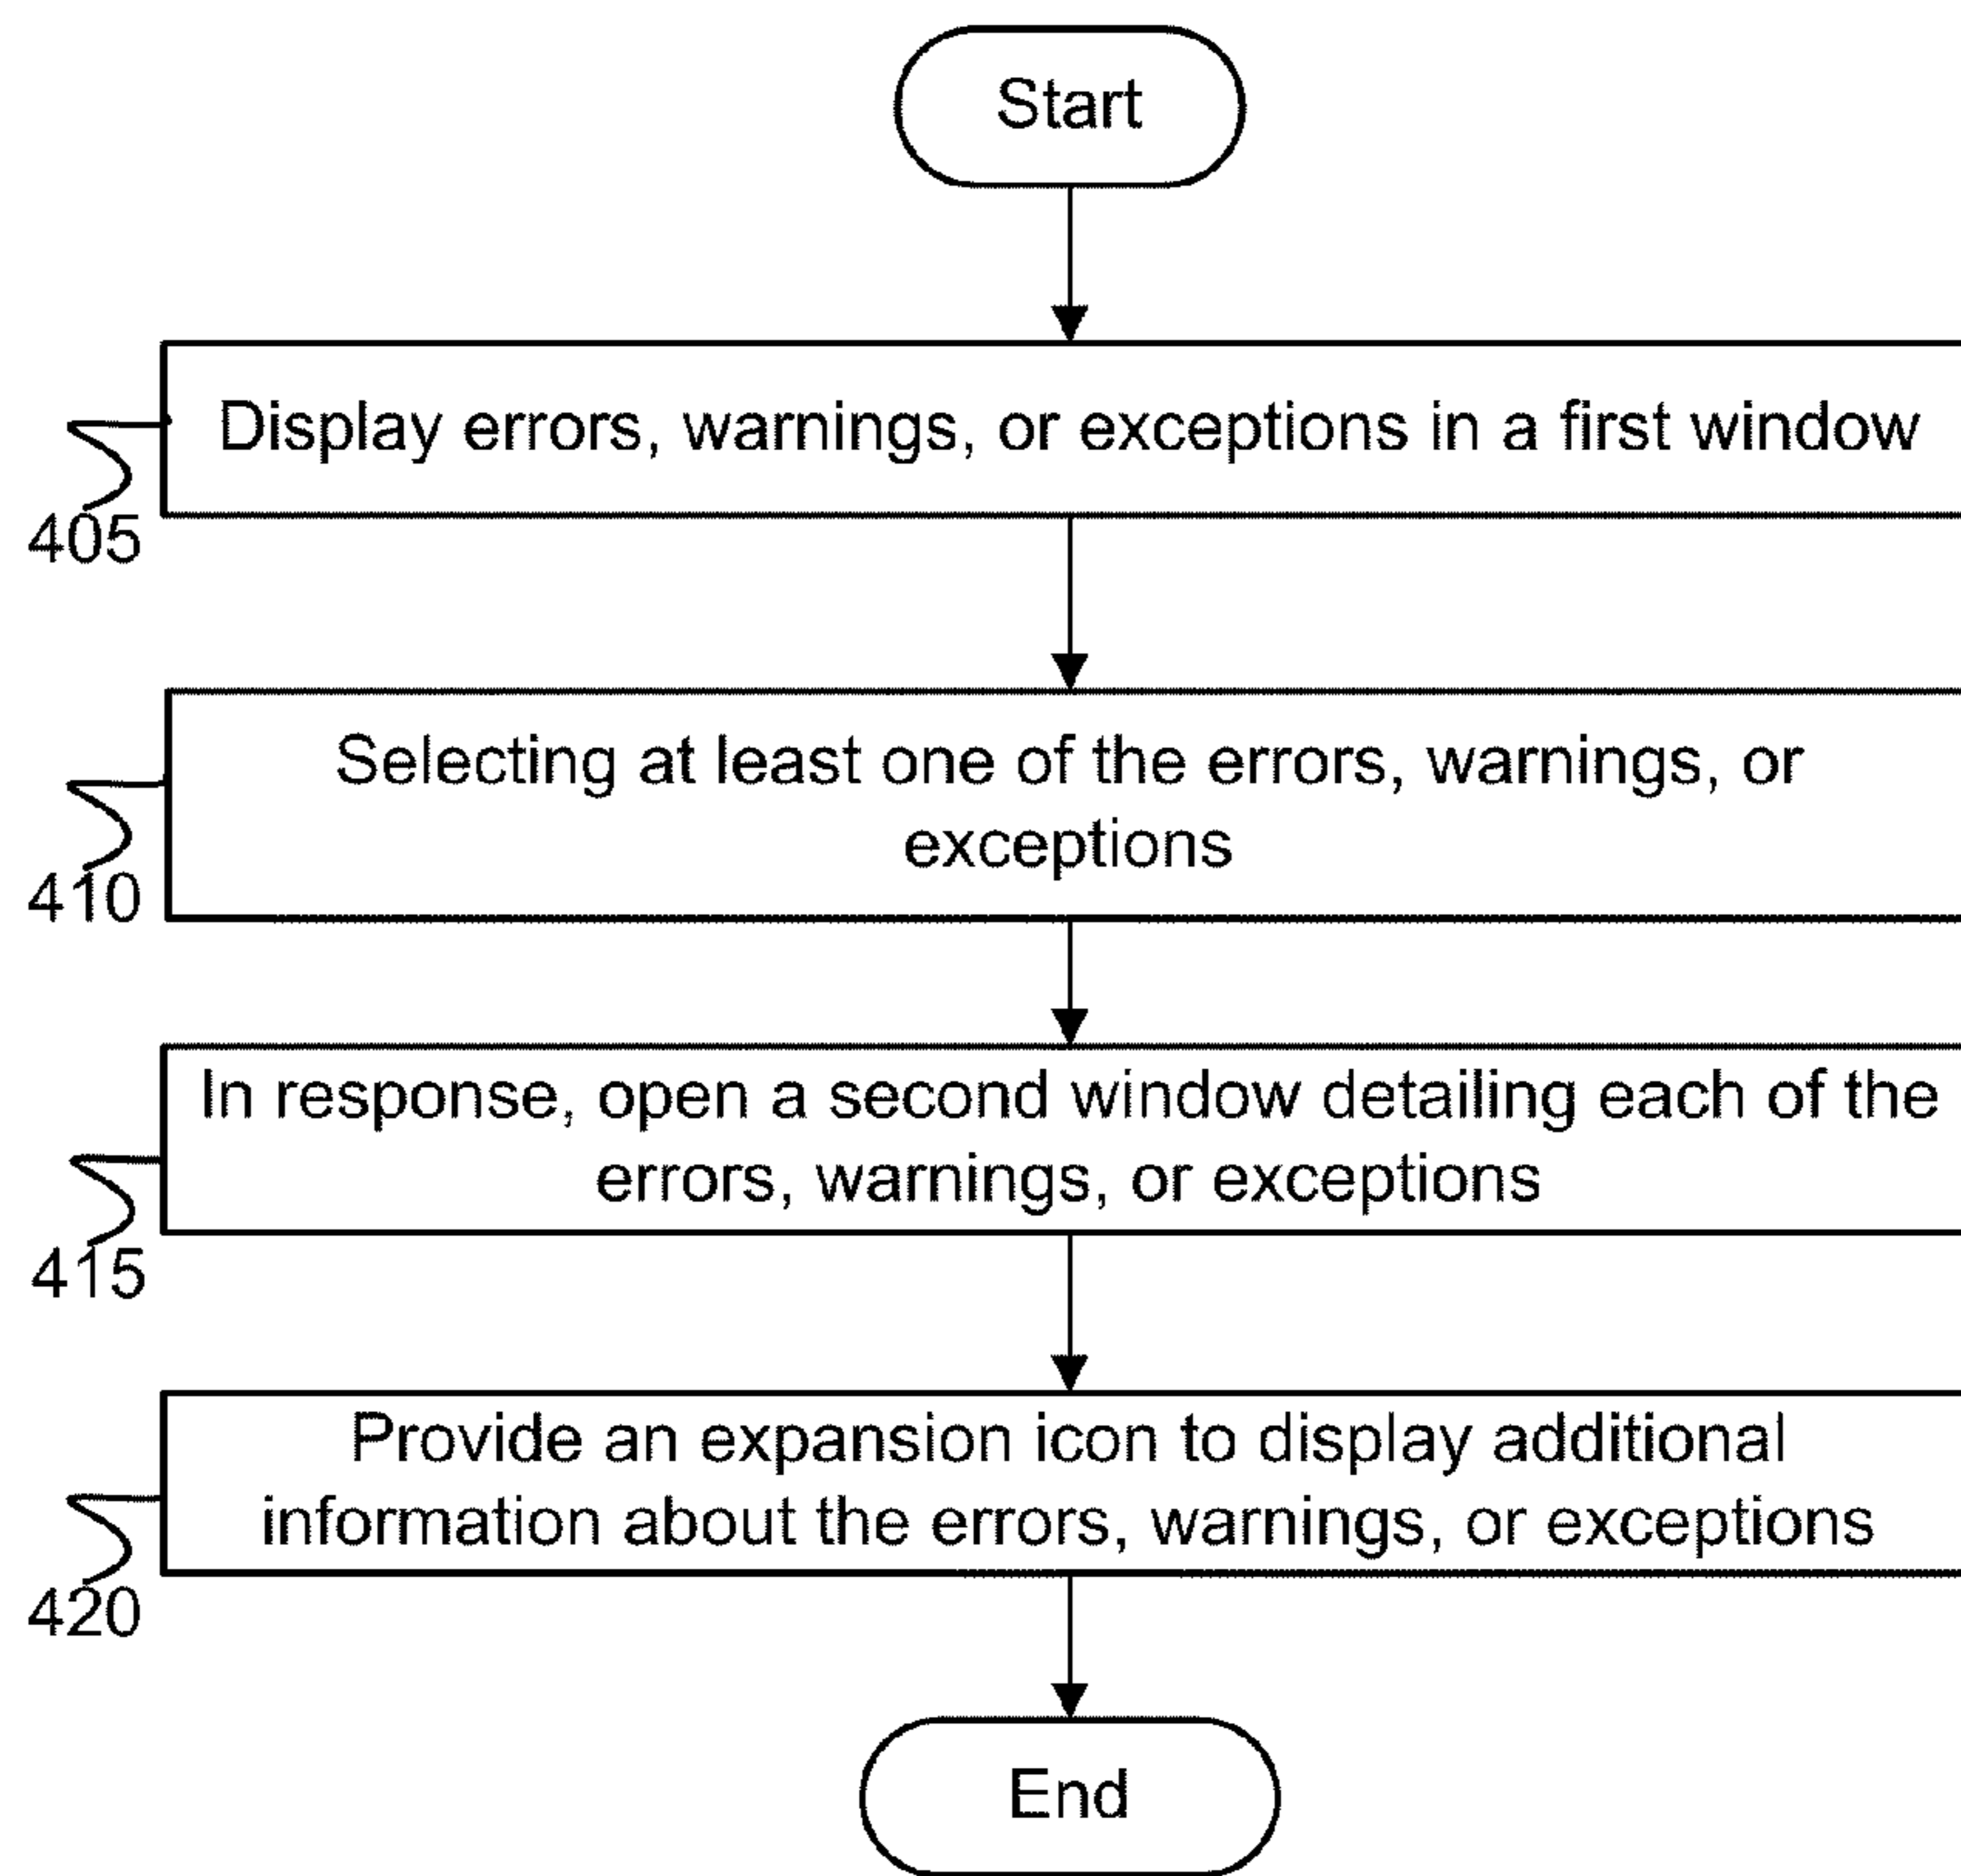 Start
Display errors, warnings, or exceptions in a first window
405
Selecting at least one of the errors, warnings, or
exceptions
410
In response, open a second window detailing each of the
errors, warnings, or exceptions
415
Provide an expansion icon to display additional
information about the errors, warnings, or exceptions
420
End